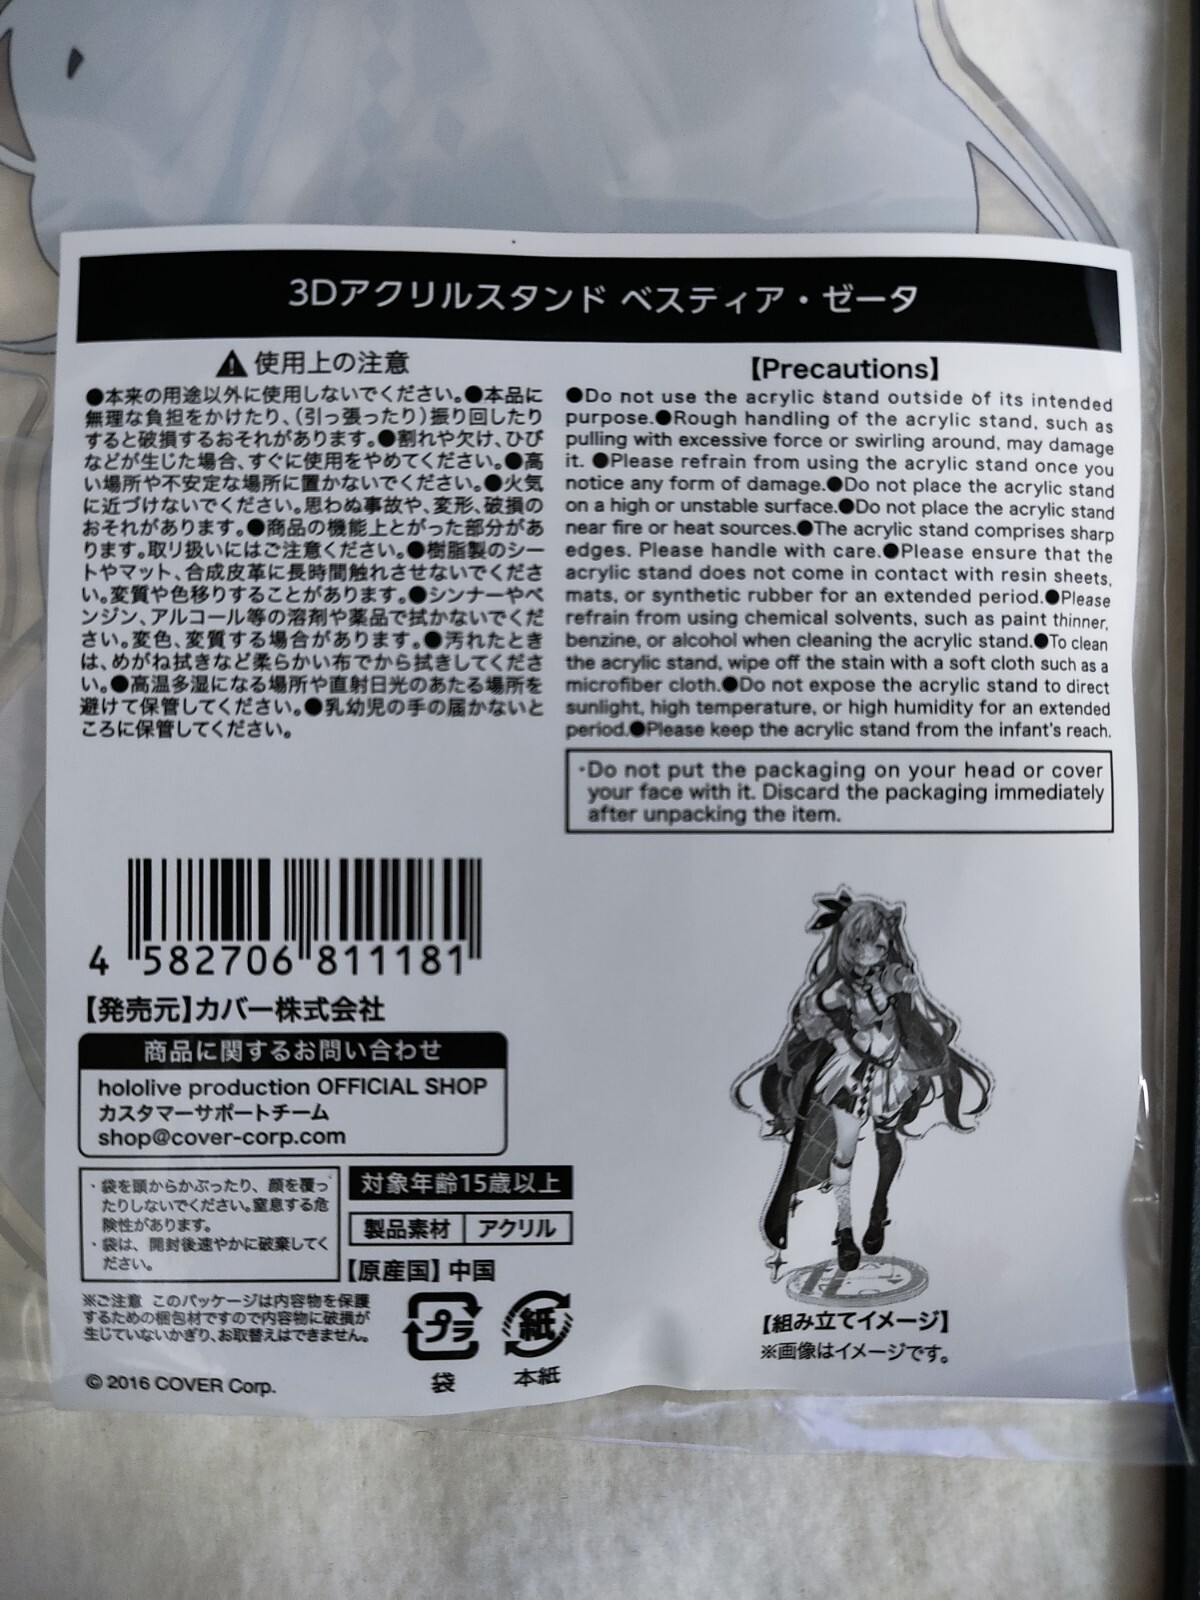 3Dアクリルスタンド ベスティア・ゼータ
使用上の注意
●本来の用途以外に使用しないでください。●本品に
無理な負担をかけたり、(引っ張ったり)振り回したり
すると破損するおそれがあります。●割れや欠け、ひび
などが生じた場合、すぐに使用をやめてください。●高
い場所や不安定な場所に置かないでください。●火気
に近づけないでください。思わぬ事故や、変形、破損の
おそれがあります。●商品の機能上とがった部分があ
ります。取り扱いにはご注意ください。●樹脂製のシー
トやマット、合成皮革に長時間触れさせないでくださ
い。変質や色移りすることがあります。●シンナーやベ
ンジン、アルコール等の溶剤や薬品で拭かないでくだ
さい。変色、変質する場合があります。●汚れたとき
は、めがね拭きなど柔らかい布でから拭きしてくださ
い。●高温多湿になる場所や直射日光のあたる場所を
避けて保管してください。●乳幼児の手の届かないと
ころに保管してください。
【Precautions】
●Do not use the acrylic stand outside of its intended
purpose.●Rough handling of the acrylic stand, such as
pulling with excessive force or swirling around, may damage
it. ●Please refrain from using the acrylic stand once you
notice any form of damage.●Do not place the acrylic stand
on a high or unstable surface.●Do not place the acrylic stand
near fire or heat sources.●The acrylic stand comprises sharp
edges. Please handle with care.●Please ensure that the
acrylic stand does not come in contact with resin sheets,
mats, or synthetic rubber for an extended period.●Please
refrain from using chemical solvents, such as paint thinner,
benzine, or alcohol when cleaning the acrylic stand.●To clean
the acrylic stand, wipe off the stain with a soft cloth such as a
microfiber cloth.●Do not expose the acrylic stand to direct
sunlight, high temperature, or high humidity for an extended
period.●Please keep the acrylic stand from the infant's reach.
・Do not put the packaging on your head or cover
your face with it. Discard the packaging immediately
after unpacking the item.
4 582706 811181
【発売元】カバー株式会社
商品に関するお問い合わせ
hololive production OFFICIAL SHOP
カスタマーサポートチーム
shop@cover-corp.com
・袋を頭からかぶったり、顔を覆っ
たりしないでください。窒息する危
険性があります。
・袋は、開封後速やかに破棄してく
ださい。
対象年齢15歳以上
製品素材 アクリル
【原産国】中国
※ご注意 このパッケージは内容物を保護
するための梱包材ですので内容物に破損が
生じていないかぎり、お取替えはできません。
プラ
袋
紙
本紙
© 2016 COVER Corp.
【組み立てイメージ】
※画像はイメージです。